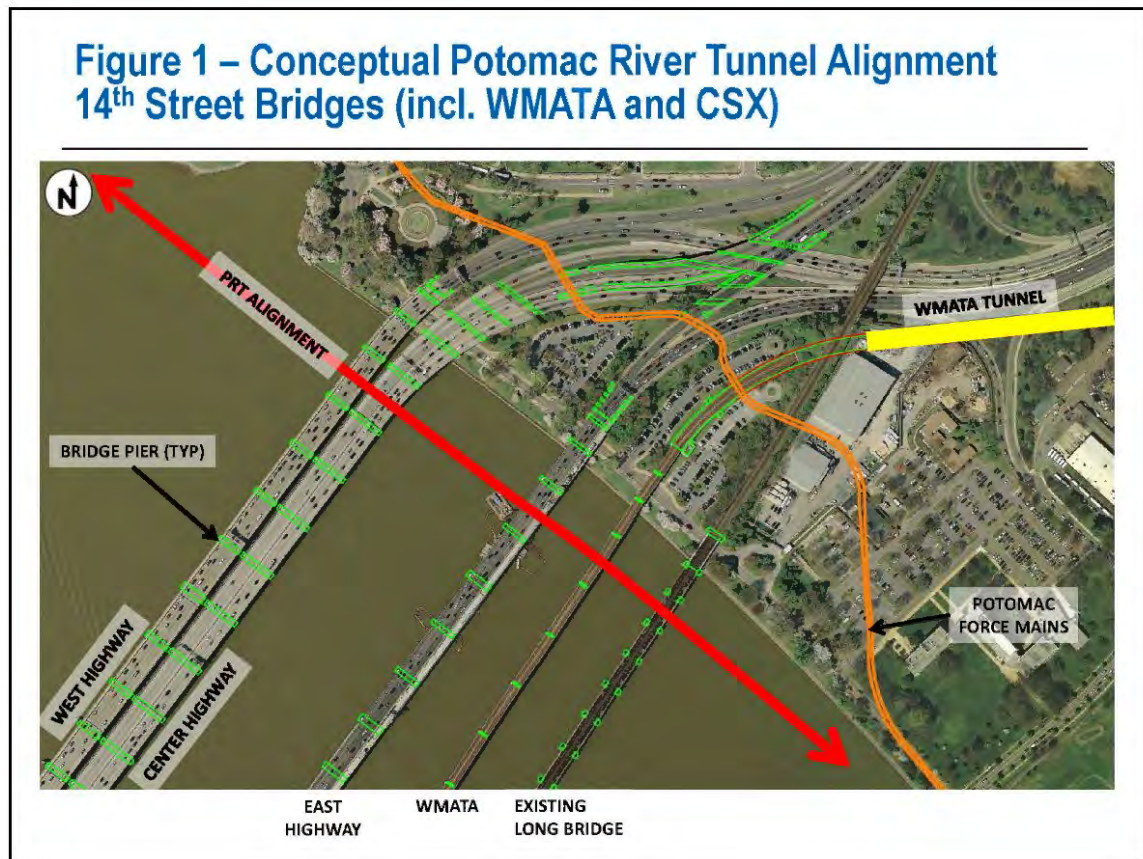 Figure 1 – Conceptual Potomac River Tunnel Alignment
14th Street Bridges (incl. WMATA and CSX)
N
PRT ALIGNMENT
WMATA TUNNEL
BRIDGE PIER (TYP)
POTOMAC
FORCE MAINS
WEST HIGHWAY
CENTER HIGHWAY
EAST
HIGHWAY
WMATA
EXISTING
LONG BRIDGE